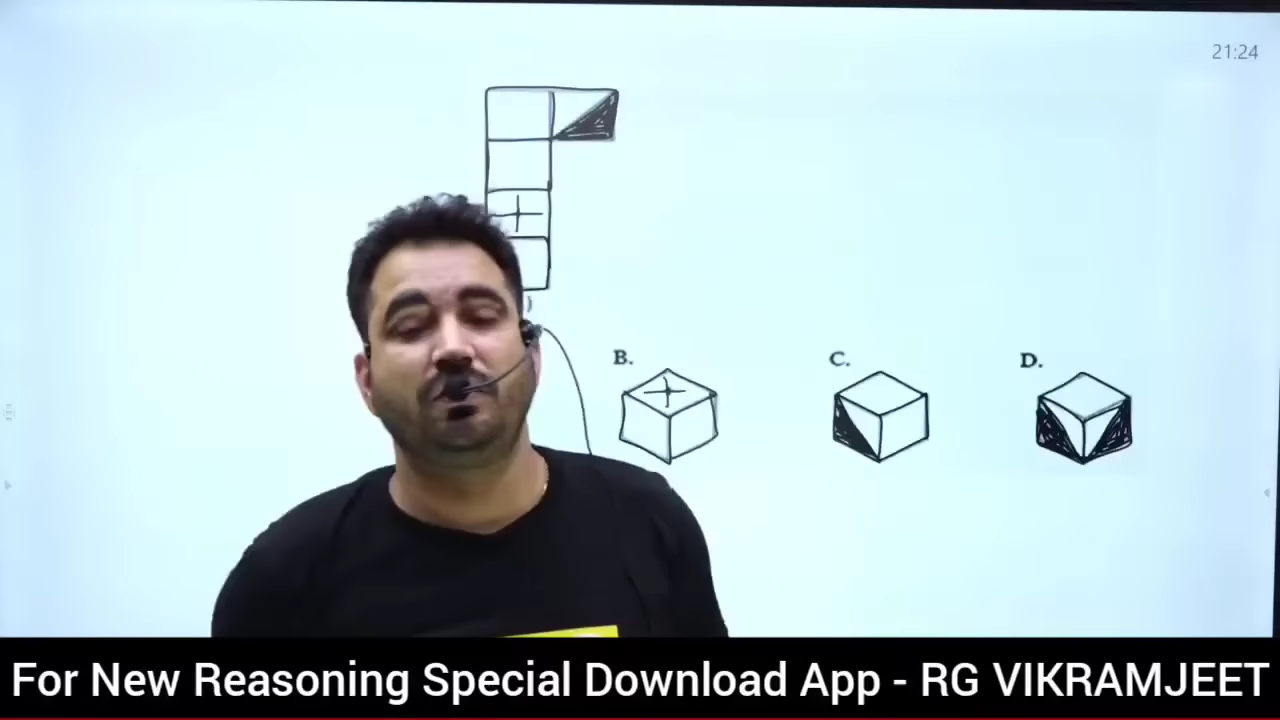 21:24
B.
C.
D.
For New Reasoning Special Download App - RG VIKRAMJEET